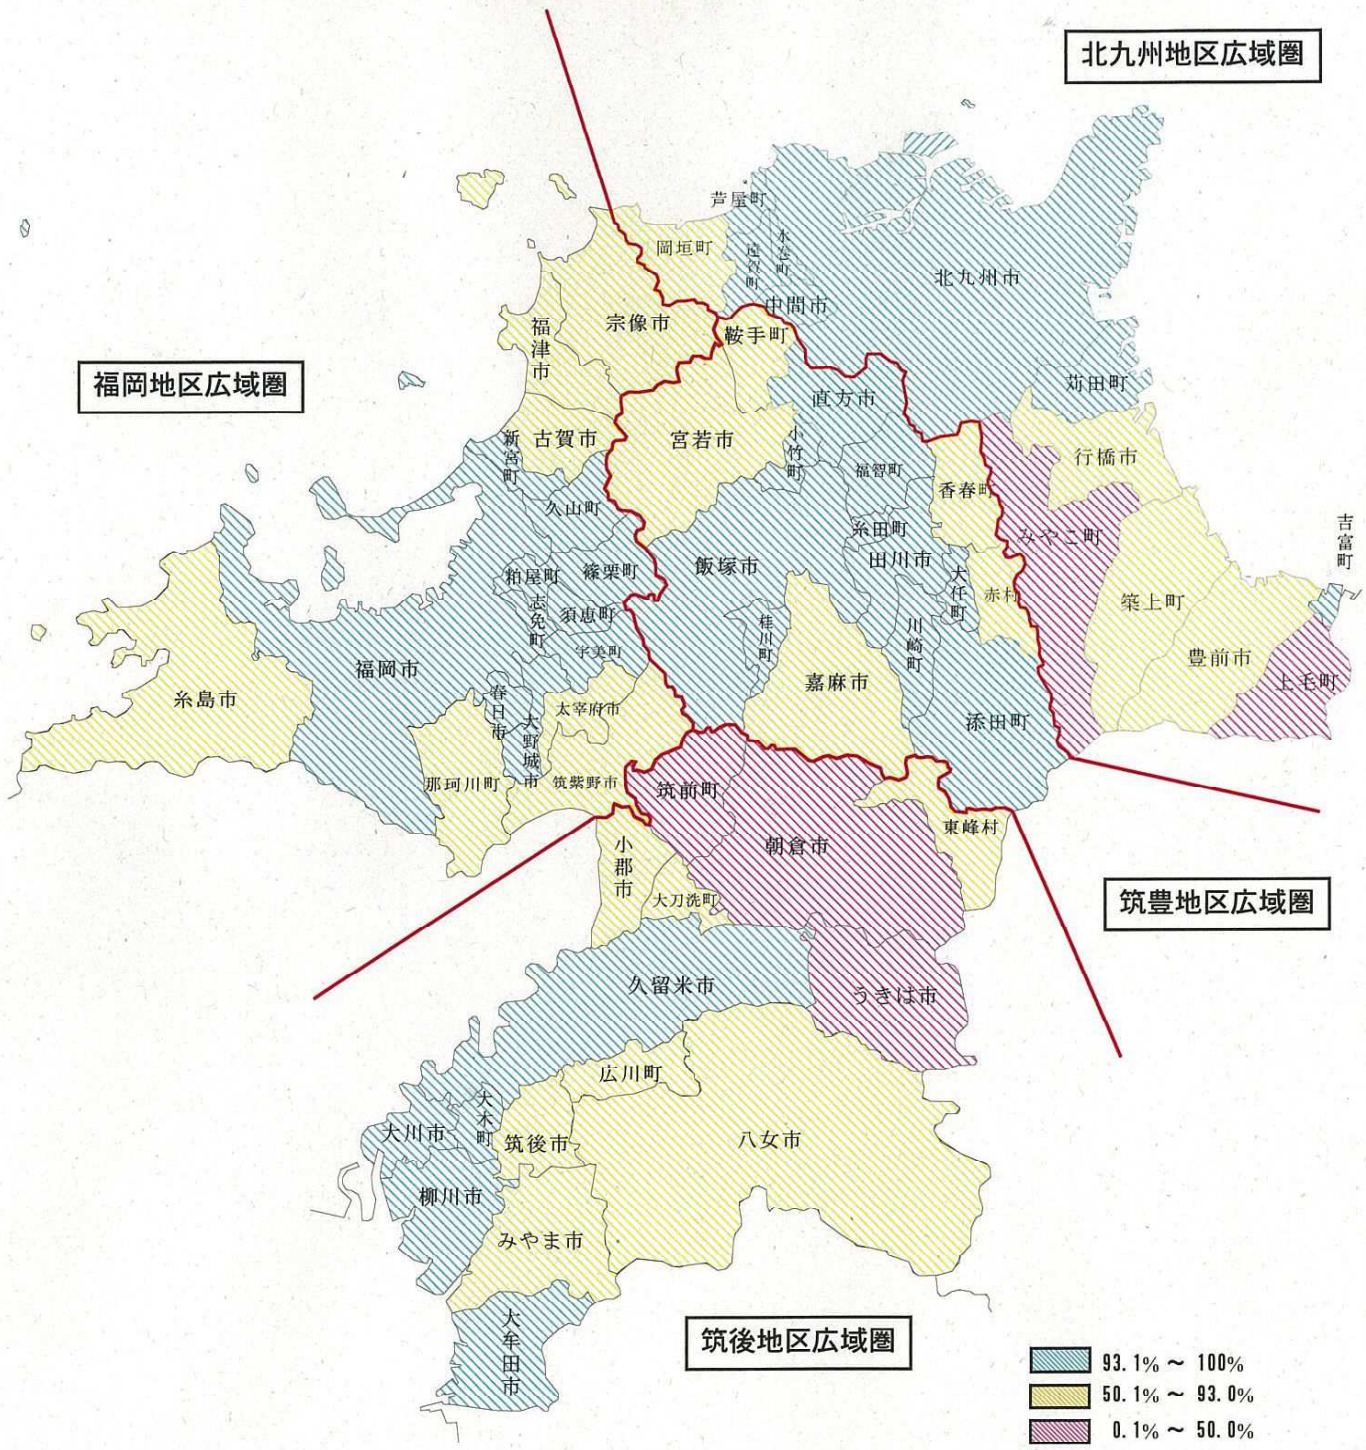 北九州地区広域圏
芦屋町
水巻町
岡垣町
遠賀町
北九州市
中間市
宗像市
鞍手町
福津市
福岡地区広域圏
苅田町
直方市
古賀市
宮若市
小竹町
新宮町
行橋市
福智町
香春町
久山町
糸田町
みやこ町
吉富町
飯塚市
田川市
篠栗町
粕屋町
大任町
赤村
築上町
志免町
須恵町
桂川町
川崎町
宇美町
豊前市
福岡市
上毛町
糸島市
春日市
嘉麻市
太宰府市
大野城市
添田町
那珂川町
筑紫野市
筑前町
東峰村
朝倉市
小郡市
大刀洗町
筑豊地区広域圏
久留米市
うきは市
広川町
大木町
大川市
筑後市
八女市
柳川市
みやま市
大牟田市
筑後地区広域圏
93.1% ～ 100%
50.1% ～ 93.0%
0.1% ～ 50.0%